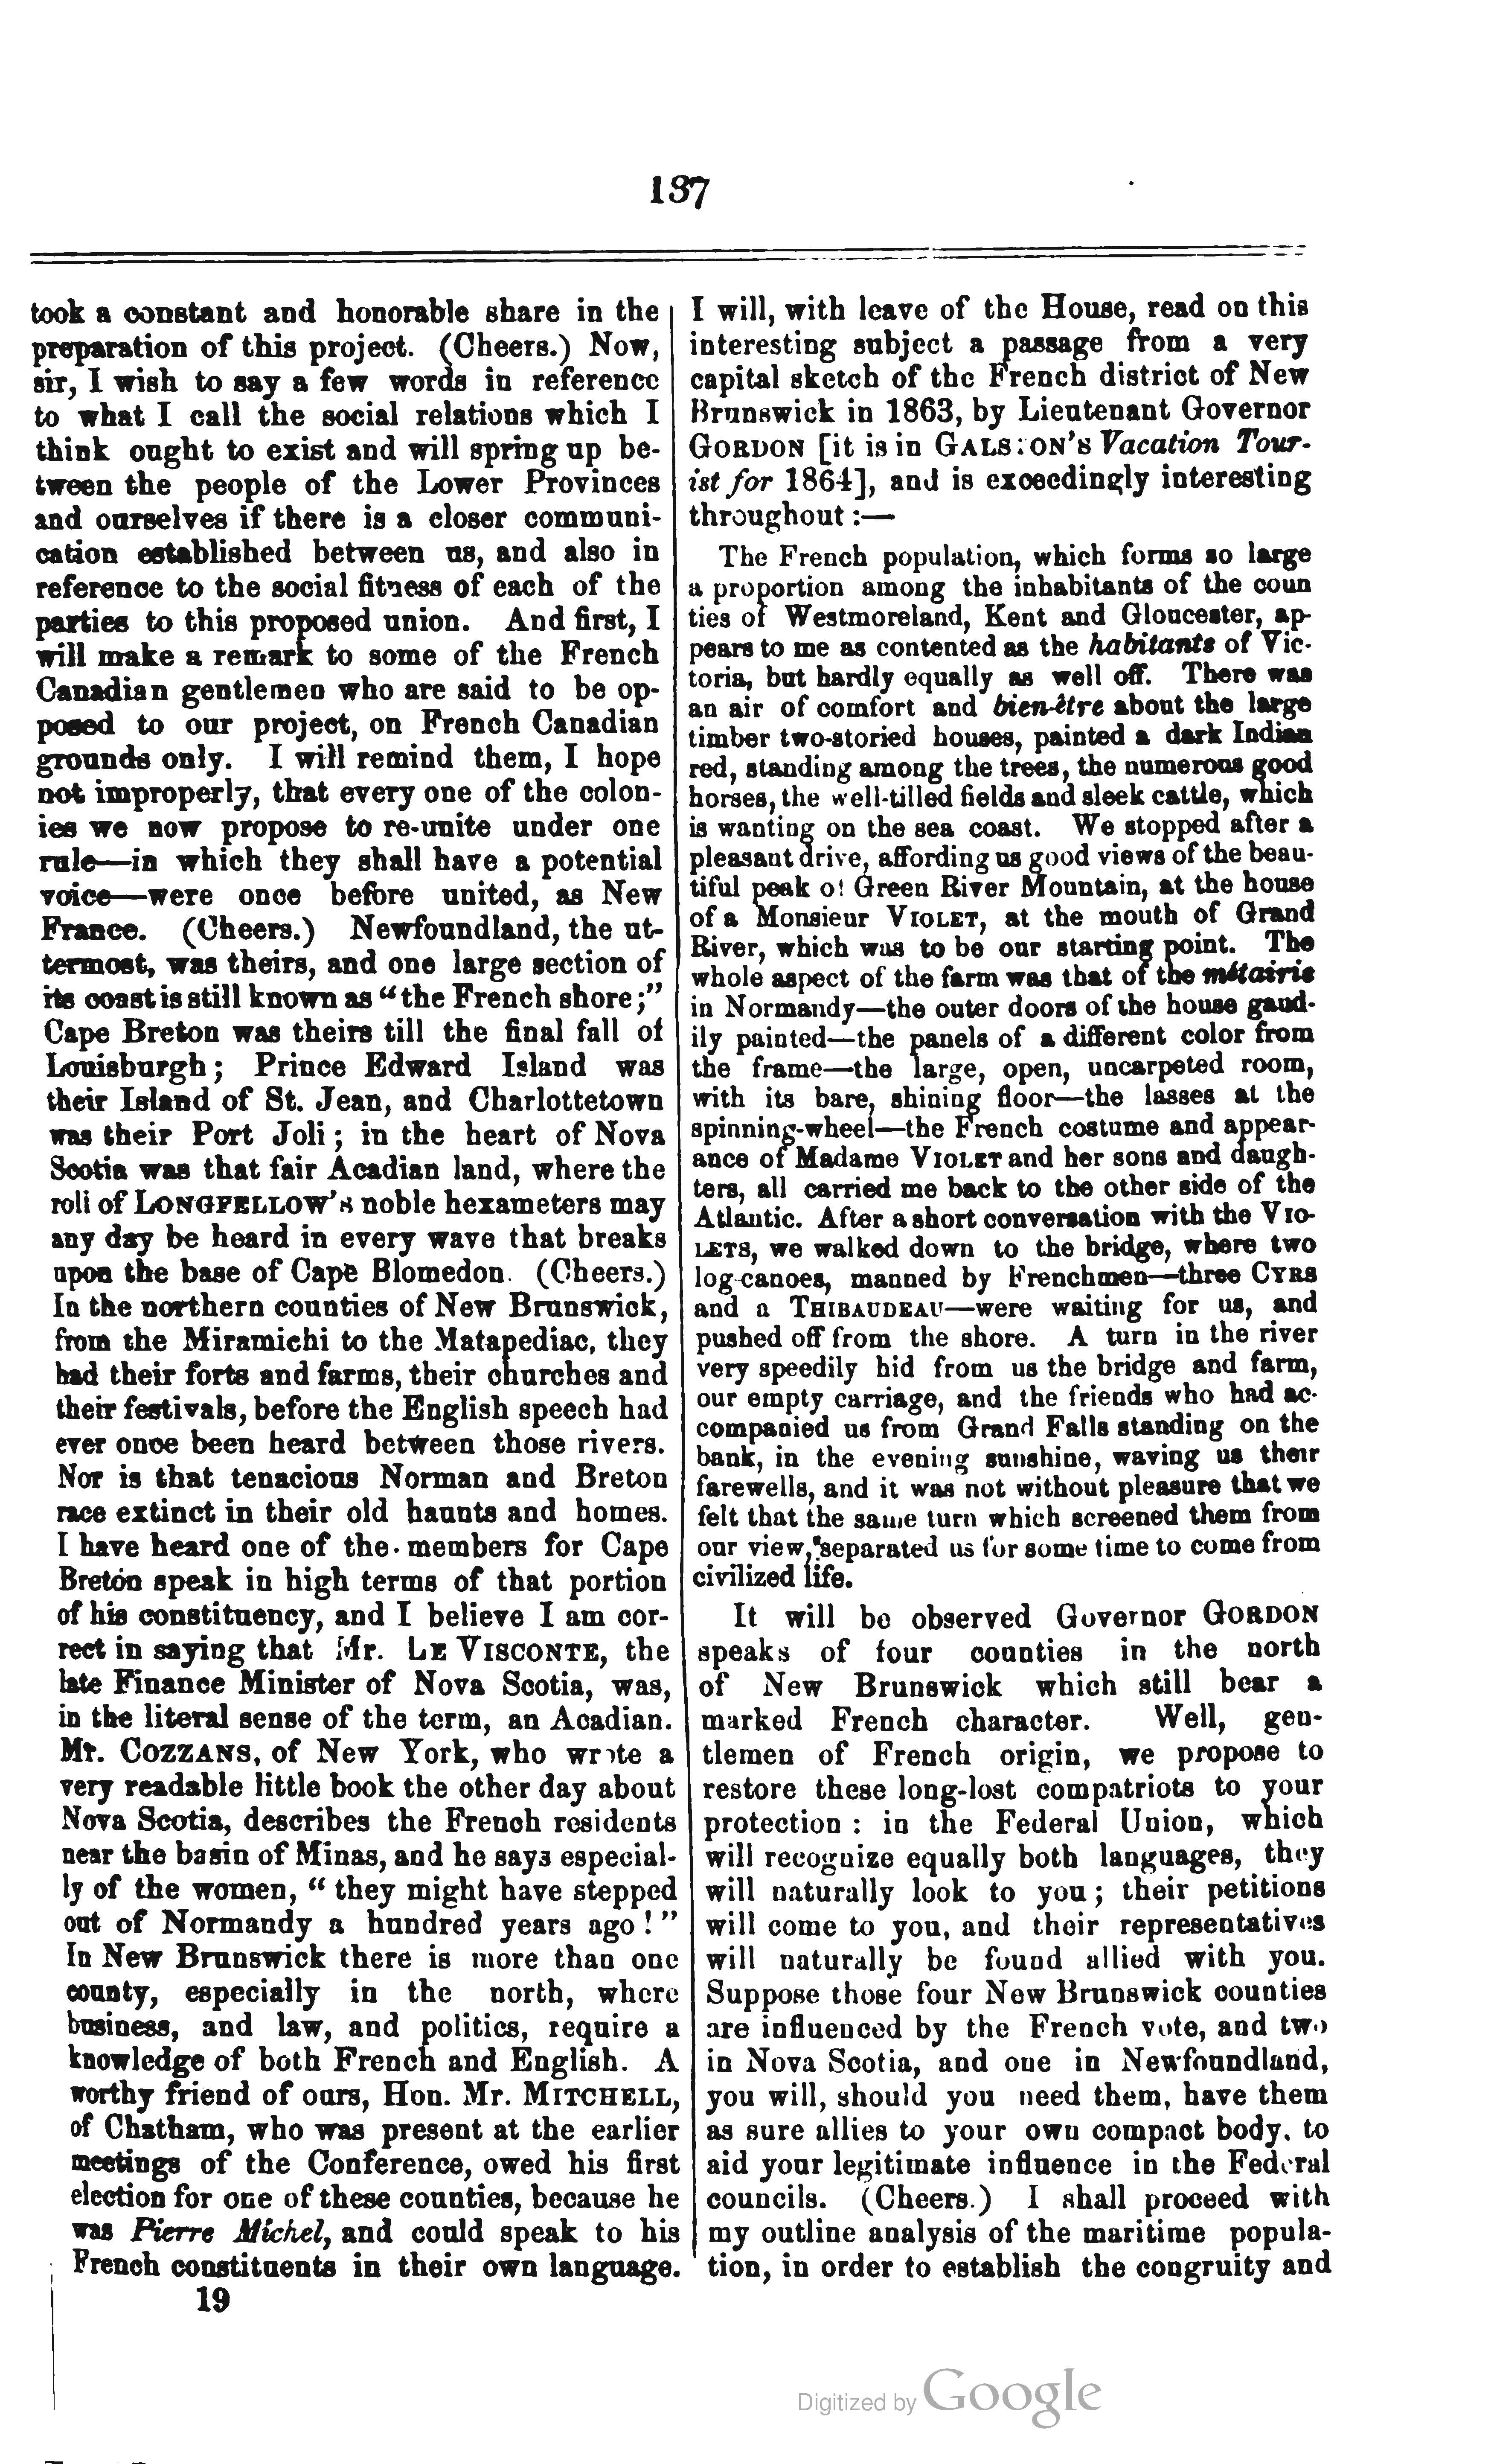 137
took a constant and honorable share in the
preparation of this project. (Cheers.) Now,
sir, I wish to say a few words in reference
to what I call the social relations which I
think ought to exist and will spring up be-
tween the people of the Lower Provinces
and ourselves if there is a closer communi-
cation established between us, and also in
reference to the social fitness of each of the
parties to this proposed union. And first, I
will make a remark to some of the French
Canadian gentlemen who are said to be op-
posed to our project, on French Canadian
grounds only. I will remind them, I hope
not improperly, that every one of the colon-
ies we now propose to re-unite under one
rule—in which they shall have a potential
voice—were once before united, as New
France. (Cheers.) Newfoundland, the ut-
termost, was theirs, and one large section of
its coast is still known as “the French shore;”
Cape Breton was theirs till the final fall of
Louisburgh; Prince Edward Island was
their Island of St. Jean, and Charlottetown
was their Port Joli; in the heart of Nova
Scotia was that fair Acadian land, where the
roll of LONGFELLOW'S noble hexameters may
any day be heard in every wave that breaks
upon the base of Cape Blomedon. (Cheers.)
In the northern counties of New Brunswick,
from the Miramichi to the Matapediac, they
had their forts and farms, their churches and
their festivals, before the English speech had
ever once been heard between those rivers.
Nor is that tenacious Norman and Breton
race extinct in their old haunts and homes.
I have heard one of the members for Cape
Breton speak in high terms of that portion
of his constituency, and I believe I am cor-
rect in saying that Mr. LE VISCONTE, the
late Finance Minister of Nova Scotia, was,
in the literal sense of the term, an Acadian.
Mr. COZZANS, of New York, who wrote a
very readable little book the other day about
Nova Scotia, describes the French residents
near the basin of Minas, and he says especial-
ly of the women, “they might have stepped
out of Normandy a hundred years ago!”
In New Brunswick there is more than one
county, especially in the north, where
business, and law, and politics, require a
knowledge of both French and English. A
worthy friend of ours, Hon. Mr. MITCHELL,
of Chatham, who was present at the earlier
meetings of the Conference, owed his first
election for one of these counties, because he
was Pierre Michel, and could speak to his
French constituents in their own language.
19
I will, with leave of the House, read on this
interesting subject a passage from a very
capital sketch of the French district of New
Brunswick in 1863, by Lieutenant Governor
GORDON [it is in GALSTON'S Vacation Tour-
ist for 1864], and is exceedingly interesting
throughout:—
The French population, which forms so large
a proportion among the inhabitants of the coun
ties of Westmoreland, Kent and Gloucester, ap-
pears to me as contented as the habitants of Vic-
toria, but hardly equally as well off. There was
an air of comfort and bien-être about the large
timber two-storied houses, painted a dark Indian
red, standing among the trees, the numerous good
horses, the well-tilled fields and sleek cattle, which
is wanting on the sea coast. We stopped after a
pleasant drive, affording us good views of the beau-
tiful peak of Green River Mountain, at the house
of a Monsieur VIOLET, at the mouth of Grand
River, which was to be our starting point. The
whole aspect of the farm was that of the métairie
in Normandy—the outer doors of the house gaud-
ily painted—the panels of a different color from
the frame—the large, open, uncarpeted room,
with its bare, shining floor—the lasses at the
spinning-wheel—the French costume and appear-
ance of Madame VIOLET and her sons and daugh-
ters, all carried me back to the other side of the
Atlantic. After a short conversation with the VIO-
LETS, we walked down to the bridge, where two
log-canoes, manned by Frenchmen—three CYRS
and a THIBAUDEAU—were waiting for us, and
pushed off from the shore. A turn in the river
very speedily hid from us the bridge and farm,
our empty carriage, and the friends who had ac-
companied us from Grand Falls standing on the
bank, in the evening sunshine, waving us their
farewells, and it was not without pleasure that we
felt that the same turn which screened them from
our view, separated us for some time to come from
civilized life.
It will be observed Governor GORDON
speaks of four counties in the north
of New Brunswick which still bear a
marked French character. Well, gen-
tlemen of French origin, we propose to
restore these long-lost compatriots to your
protection: in the Federal Union, which
will recognize equally both languages, they
will naturally look to you; their petitions
will come to you, and their representatives
will naturally be found allied with you.
Suppose those four New Brunswick counties
are influenced by the French vote, and two
in Nova Scotia, and one in Newfoundland,
you will, should you need them, have them
as sure allies to your own compact body, to
aid your legitimate influence in the Federal
councils. (Cheers.) I shall proceed with
my outline analysis of the maritime popula-
tion, in order to establish the congruity and
Digitized by Google